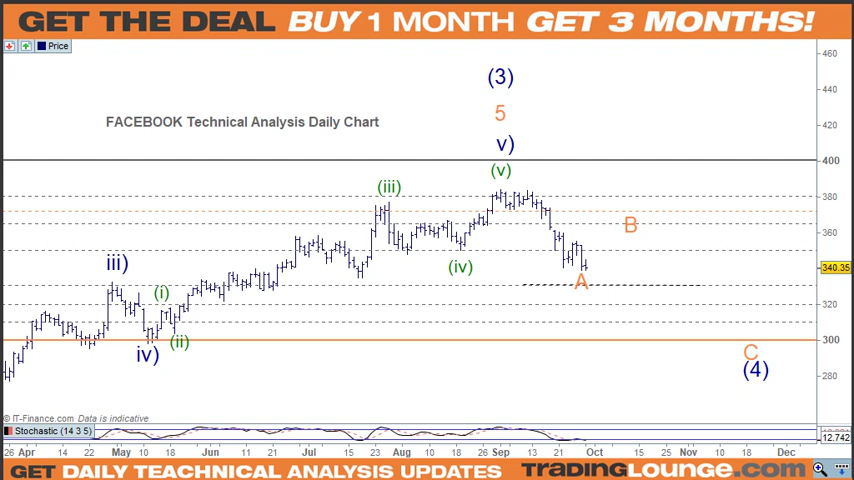 GET THE DEAL BUY 1 MONTH GET 3 MONTHS!
Price
460
(3)
440
5
420
FACEBOOK Technical Analysis Daily Chart
v)
400
(v)
(iii)
380
B
360
iii)
(iv)
340.35
A
(i)
320
(ii)
300
iv)
C
(4)
280
© IT-Finance.com Data is indicative
Stochastic (14 3 5)
12.742
26 Apr 14 22 May 10 18 Jun 11 21 Jul 19 Aug 10 18 26 Sep 13 21 Oct 15 25 Nov 10 18 Dec
GET DAILY TEACHNICAL ANALYSIS UPDATES TRADINGLOUNGE.com